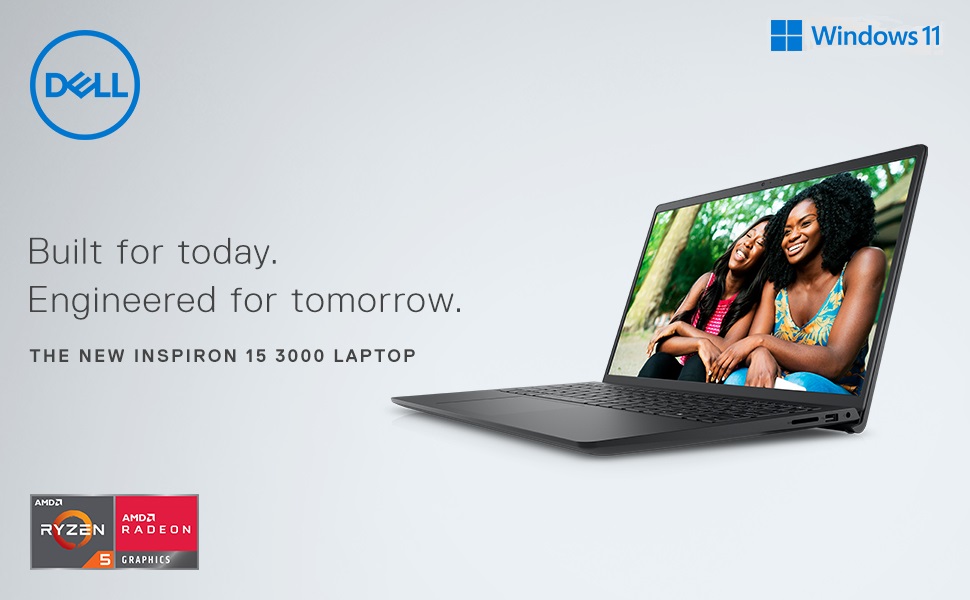 DELL
Windows 11
Built for today.
Engineered for tomorrow.
THE NEW INSPIRON 15 3000 LAPTOP
AMD
RYZEN
5
AMD
RADEON
GRAPHICS